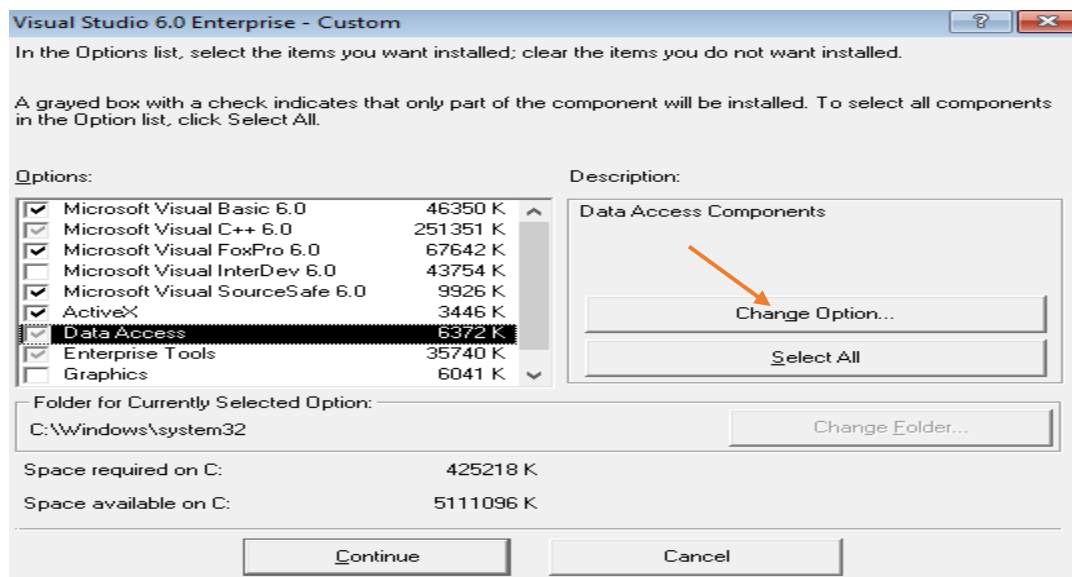 Visual Studio 6.0 Enterprise - Custom
In the Options list, select the items you want installed; clear the items you do not want installed.
A grayed box with a check indicates that only part of the component will be installed. To select all components
in the Option list, click Select All.
Options:
Microsoft Visual Basic 6.0 46350 K
Microsoft Visual C++ 6.0 251351 K
Microsoft Visual FoxPro 6.0 67642 K
Microsoft Visual InterDev 6.0 43754 K
Microsoft Visual SourceSafe 6.0 9926 K
ActiveX 3446 K
Data Access 6372 K
Enterprise Tools 35740 K
Graphics 6041 K
Description:
Data Access Components
Change Option...
Select All
Folder for Currently Selected Option:
C:\Windows\system32
Change Folder...
Space required on C: 425218 K
Space available on C: 5111096 K
Continue
Cancel